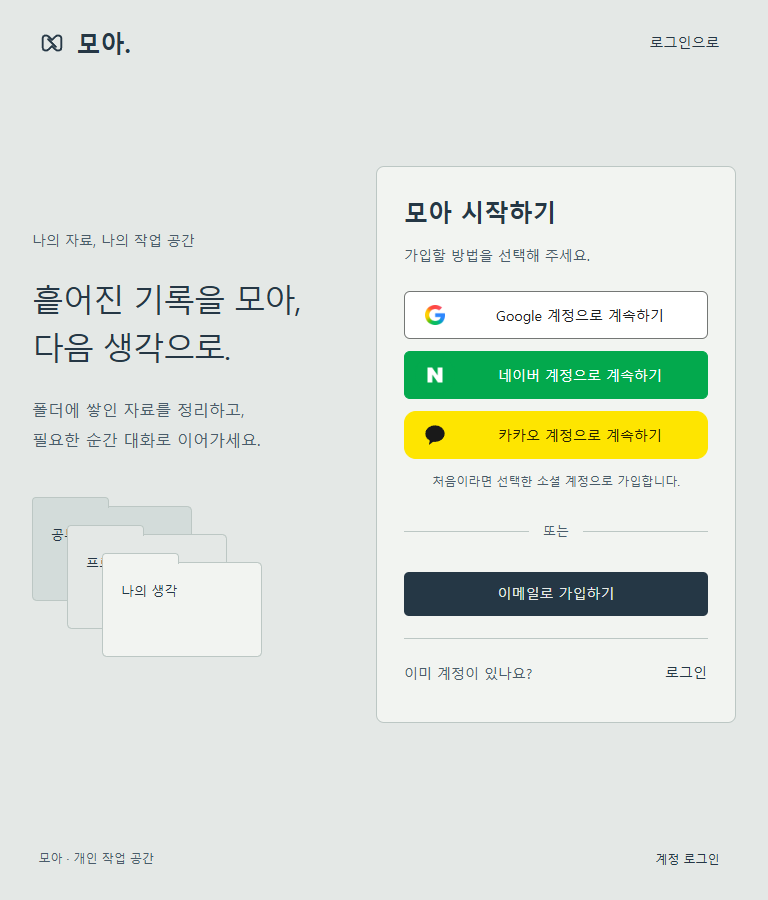 모아.
로그인으로
나의 자료, 나의 작업 공간
흩어진 기록을 모아,
다음 생각으로.
폴더에 쌓인 자료를 정리하고,
필요한 순간 대화로 이어가세요.
나의 생각
모아 시작하기
가입할 방법을 선택해 주세요.
Google 계정으로 계속하기
네이버 계정으로 계속하기
카카오 계정으로 계속하기
처음이라면 선택한 소셜 계정으로 가입합니다.
또는
이메일로 가입하기
이미 계정이 있나요?
로그인
모아 · 개인 작업 공간
계정 로그인